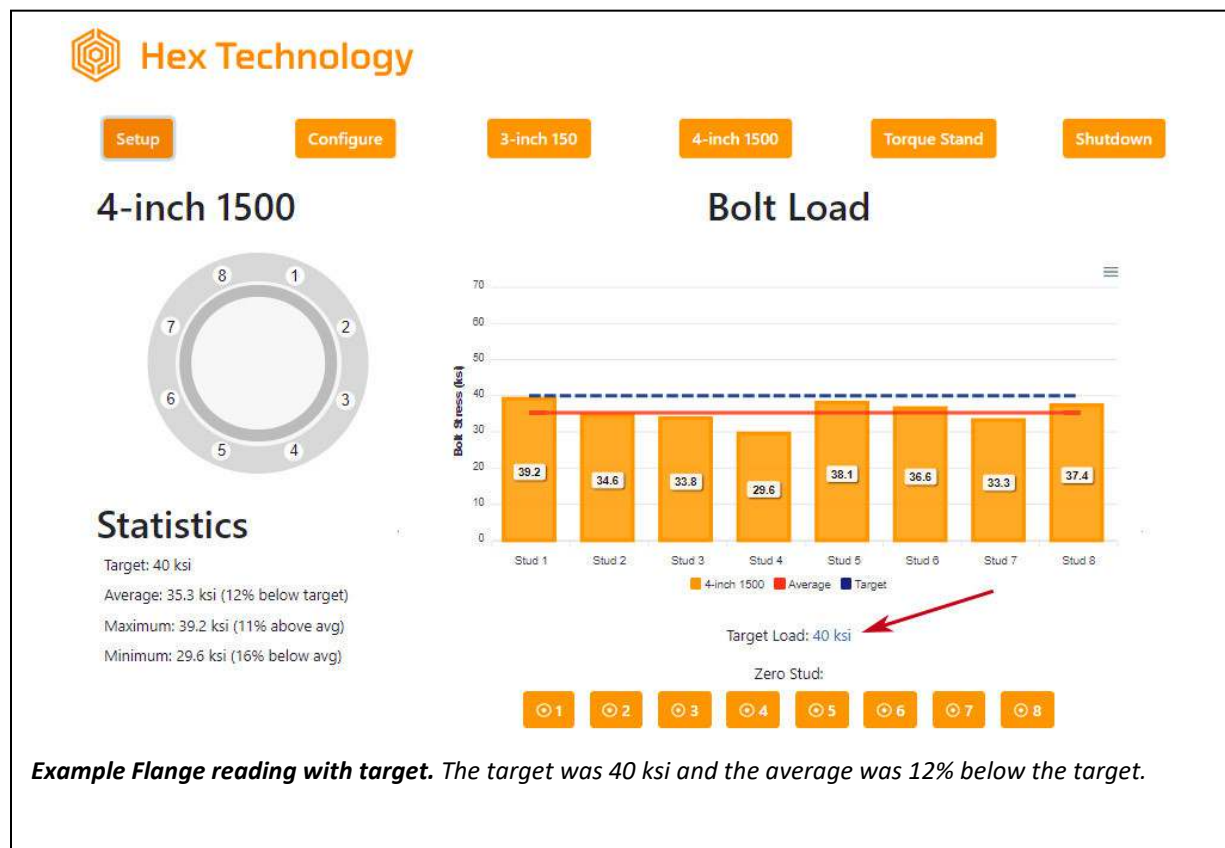 Hex Technology
Setup
Configure
3-inch 150
4-inch 1500
Torque Stand
Shutdown
4-inch 1500
8
1
7
2
6
3
5
4
Statistics
Target: 40 ksi
Average: 35.3 ksi (12% below target)
Maximum: 39.2 ksi (11% above avg)
Minimum: 29.6 ksi (16% below avg)
Bolt Load
Bolt Stress (ksi)
70
60
50
40
30
20
10
0
39.2
34.6
33.8
29.6
38.1
36.6
33.3
37.4
Stud 1
Stud 2
Stud 3
Stud 4
Stud 5
Stud 6
Stud 7
Stud 8
4-inch 1500
Average
Target
Target Load: 40 ksi
Zero Stud:
1
2
3
4
5
6
7
8
Example Flange reading with target. The target was 40 ksi and the average was 12% below the target.